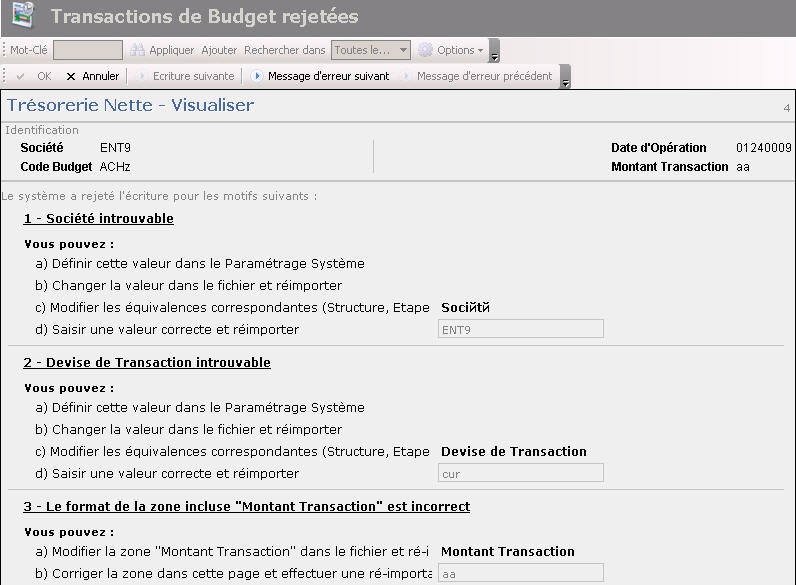 Transactions de Budget rejetées
Mot-Clé Appliquer Ajouter Rechercher dans Toutes le... Options
OK Annuler Ecriture suivante Message d'erreur suivant Message d'erreur précédent
Trésorerie Nette - Visualiser 4
Identification
Société ENT9 Date d'Opération 01240009
Code Budget ACHz Montant Transaction aa
Le système a rejeté l'écriture pour les motifs suivants :
1 - Société introuvable
Vous pouvez :
a) Définir cette valeur dans le Paramétrage Système
b) Changer la valeur dans le fichier et réimporter
c) Modifier les équivalences correspondantes (Structure, Etape Sociйtй
d) Saisir une valeur correcte et réimporter ENT9
2 - Devise de Transaction introuvable
Vous pouvez :
a) Définir cette valeur dans le Paramétrage Système
b) Changer la valeur dans le fichier et réimporter
c) Modifier les équivalences correspondantes (Structure, Etape Devise de Transaction
d) Saisir une valeur correcte et réimporter cur
3 - Le format de la zone incluse "Montant Transaction" est incorrect
Vous pouvez :
a) Modifier la zone "Montant Transaction" dans le fichier et ré-i Montant Transaction
b) Corriger la zone dans cette page et effectuer une ré-importa aa